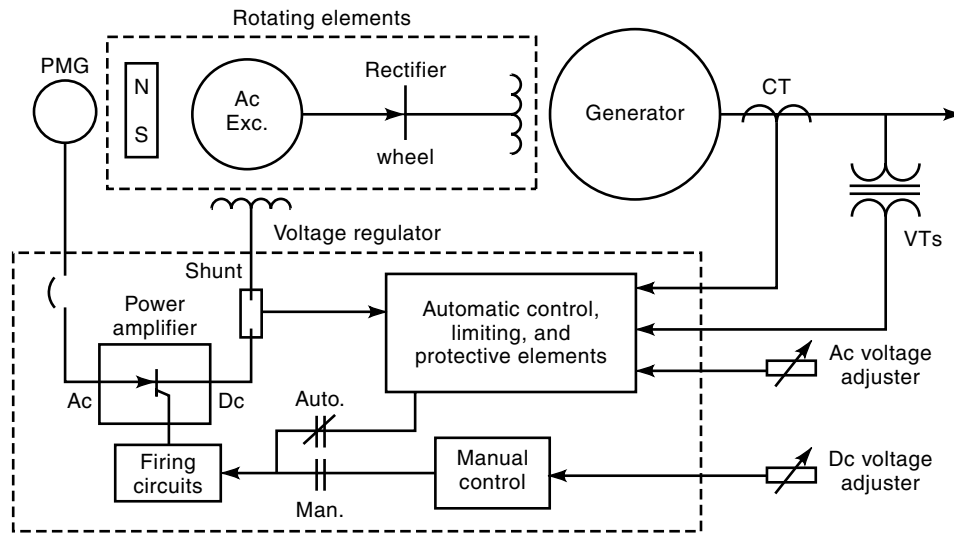 Rotating elements
PMG
N
S
Ac
Exc.
Rectifier
wheel
Generator
CT
VTs
Voltage regulator
Shunt
Power
amplifier
Ac
Dc
Automatic control,
limiting, and
protective elements
Ac voltage
adjuster
Auto.
Man.
Firing
circuits
Manual
control
Dc voltage
adjuster